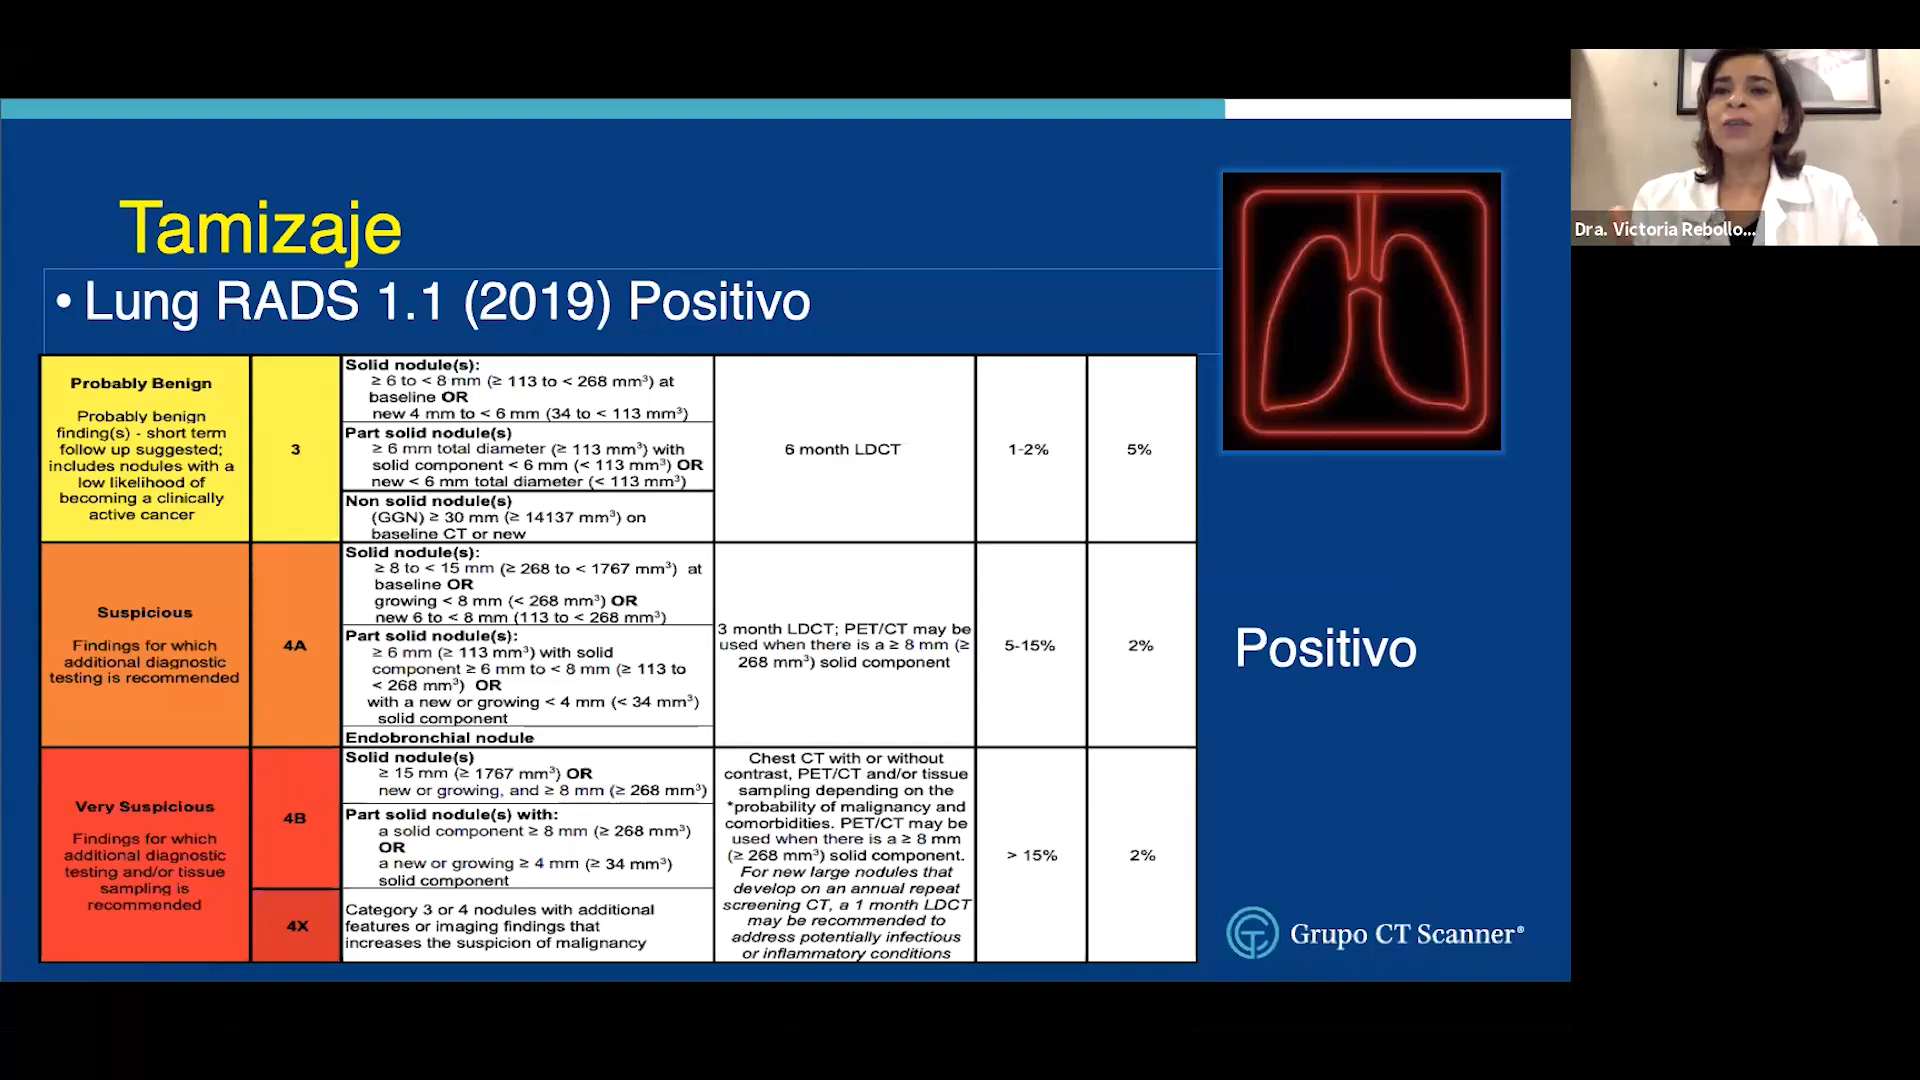 Tamizaje
• Lung RADS 1.1 (2019) Positivo
Probably Benign
Probably benign
finding(s) - short term
follow up suggested;
includes nodules with a
low likelihood of
becoming a clinically
active cancer
3
Solid nodule(s):
≥ 6 to < 8 mm (≥ 113 to < 268 mm³) at
baseline OR
new 4 mm to < 6 mm (34 to < 113 mm³)
Part solid nodule(s)
≥ 6 mm total diameter (≥ 113 mm³) with
solid component < 6 mm (< 113 mm³) OR
new < 6 mm total diameter (< 113 mm³)
Non solid nodule(s)
(GGN) ≥ 30 mm (≥ 14137 mm³) on
baseline CT or new
6 month LDCT
1-2%
5%
Suspicious
Findings for which
additional diagnostic
testing is recommended
4A
Solid nodule(s):
≥ 8 to < 15 mm (≥ 268 to < 1767 mm³) at
baseline OR
growing < 8 mm (< 268 mm³) OR
new 6 to < 8 mm (113 to < 268 mm³)
Part solid nodule(s):
≥ 6 mm (≥ 113 mm³) with solid
component ≥ 6 mm to < 8 mm (≥ 113 to
< 268 mm³) OR
with a new or growing < 4 mm (< 34 mm³)
solid component
Endobronchial nodule
3 month LDCT; PET/CT may be
used when there is a ≥ 8 mm (≥
268 mm³) solid component
5-15%
2%
Very Suspicious
Findings for which
additional diagnostic
testing and/or tissue
sampling is
recommended
4B
Solid nodule(s)
≥ 15 mm (≥ 1767 mm³) OR
new or growing, and ≥ 8 mm (≥ 268 mm³)
Part solid nodule(s) with:
a solid component ≥ 8 mm (≥ 268 mm³)
OR
a new or growing ≥ 4 mm (≥ 34 mm³)
solid component
4X
Category 3 or 4 nodules with additional
features or imaging findings that
increases the suspicion of malignancy
Chest CT with or without
contrast, PET/CT and/or tissue
sampling depending on the
*probability of malignancy and
comorbidities. PET/CT may be
used when there is a ≥ 8 mm
(≥ 268 mm³) solid component.
For new large nodules that
develop on an annual repeat
screening CT, a 1 month LDCT
may be recommended to
address potentially infectious
or inflammatory conditions
> 15%
2%
Positivo
Grupo CT Scanner®
Dra. Victoria Rebollo...